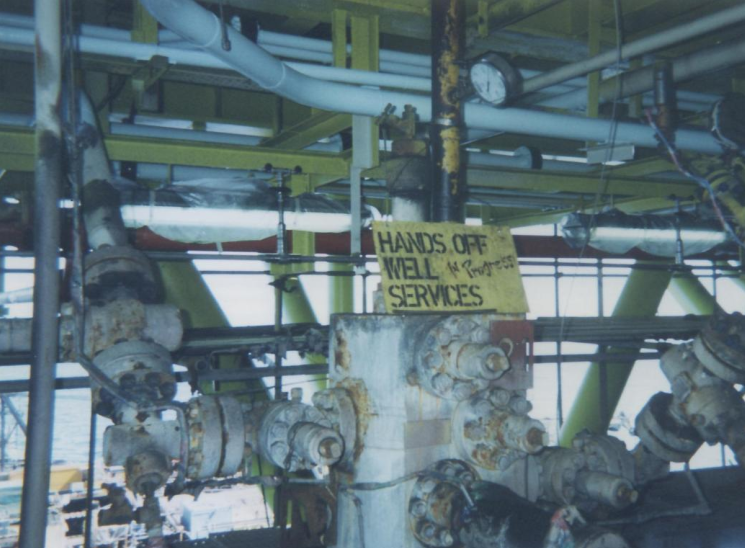 HANDS OFF
WELL in Progress
SERVICES